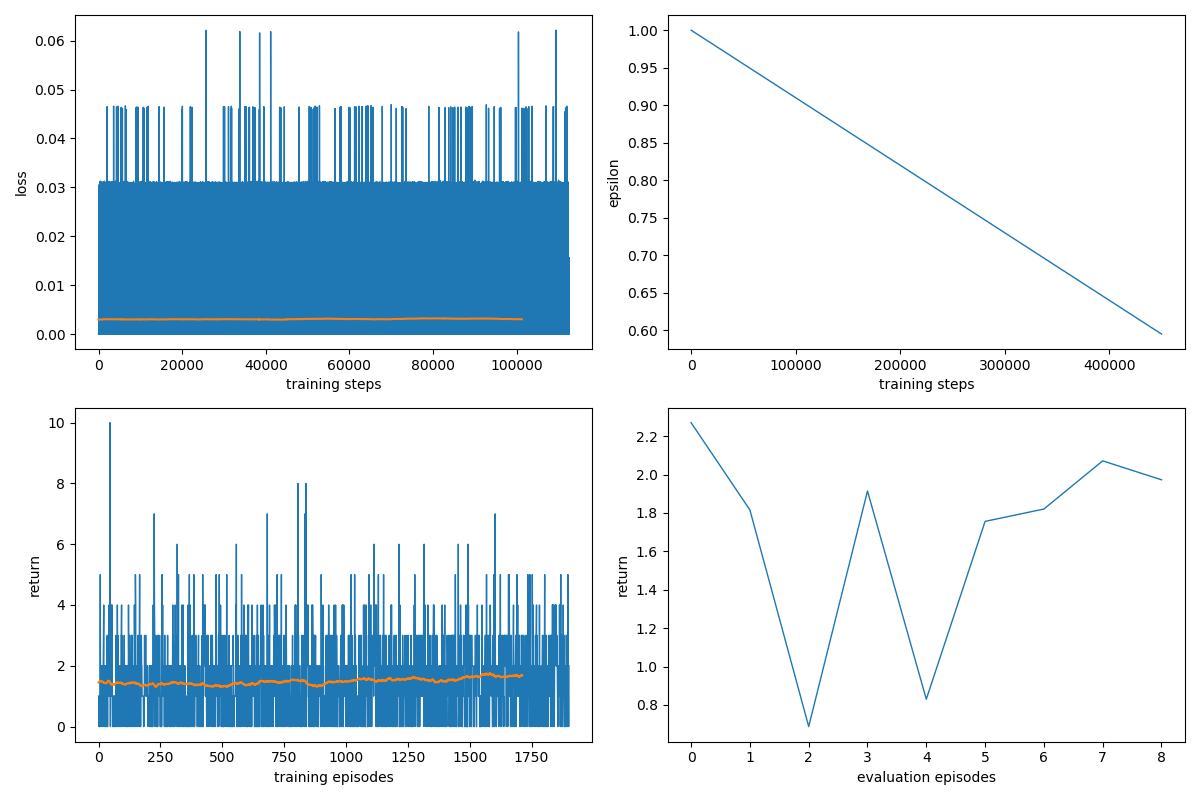 0.06
0.05
0.04
0.03
0.02
0.01
0.00
loss
0 20000 40000 60000 80000 100000
training steps
1.00
0.95
0.90
0.85
0.80
0.75
0.70
0.65
0.60
epsilon
0 100000 200000 300000 400000
training steps
10
8
6
4
2
0
return
0 250 500 750 1000 1250 1500 1750
training episodes
2.2
2.0
1.8
1.6
1.4
1.2
1.0
0.8
return
0 1 2 3 4 5 6 7 8
evaluation episodes